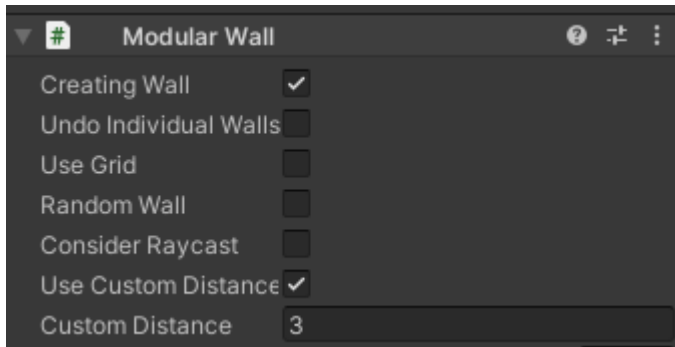 # Modular Wall
Creating Wall
Undo Individual Walls
Use Grid
Random Wall
Consider Raycast
Use Custom Distance
Custom Distance 3